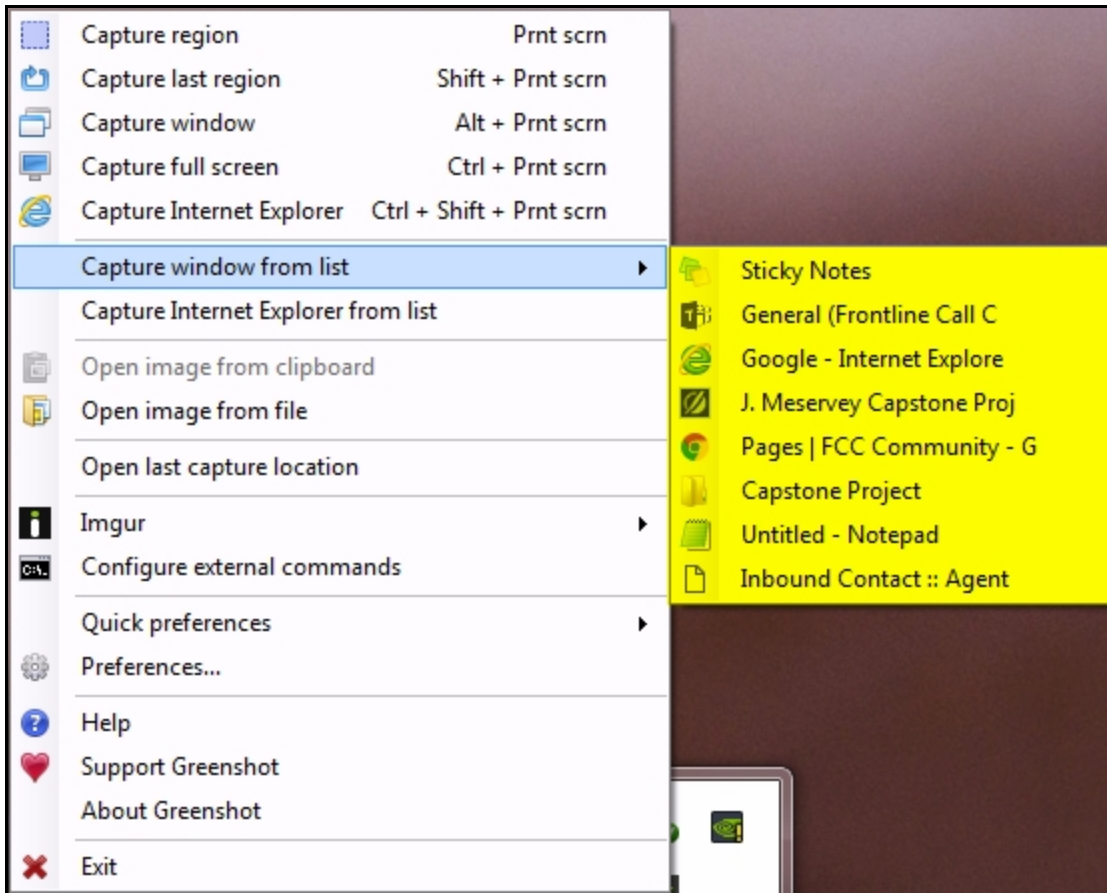 Capture region Prnt scrn
Capture last region Shift + Prnt scrn
Capture window Alt + Prnt scrn
Capture full screen Ctrl + Prnt scrn
Capture Internet Explorer Ctrl + Shift + Prnt scrn
Capture window from list
Capture Internet Explorer from list
Open image from clipboard
Open image from file
Open last capture location
Imgur
Configure external commands
Quick preferences
Preferences...
Help
Support Greenshot
About Greenshot
Exit
Sticky Notes
General (Frontline Call C
Google - Internet Explore
J. Meservey Capstone Proj
Pages | FCC Community - G
Capstone Project
Untitled - Notepad
Inbound Contact :: Agent